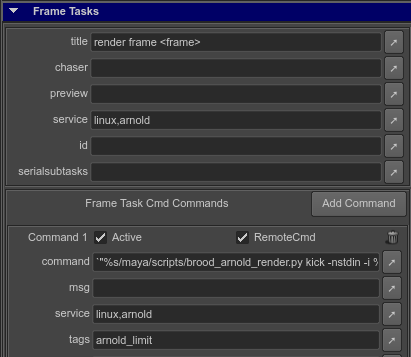 Frame Tasks
title render frame <frame>
chaser
preview
service linux,arnold
id
serialsubtasks
Frame Task Cmd Commands Add Command
Command 1 Active RemoteCmd
command `"%s/maya/scripts/brood_arnold_render.py kick -nstdin -i %
msg
service linux,arnold
tags arnold_limit